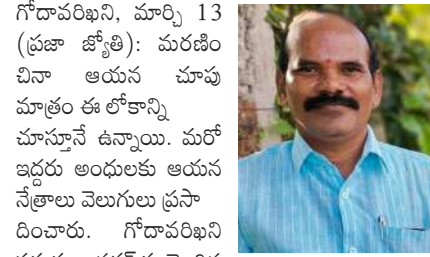 గోదావరిఖని, మార్చి 13
(ప్రజా జ్యోతి): మరణిం
చినా ఆయన చూపు
మాత్రం ఈ లోకాన్ని
చూస్తూనే ఉన్నాయి. మరో
ఇద్దరు అంధులకు ఆయన
నేత్రాలు వెలుగులు ప్రసా
దించారు. గోదావరిఖని